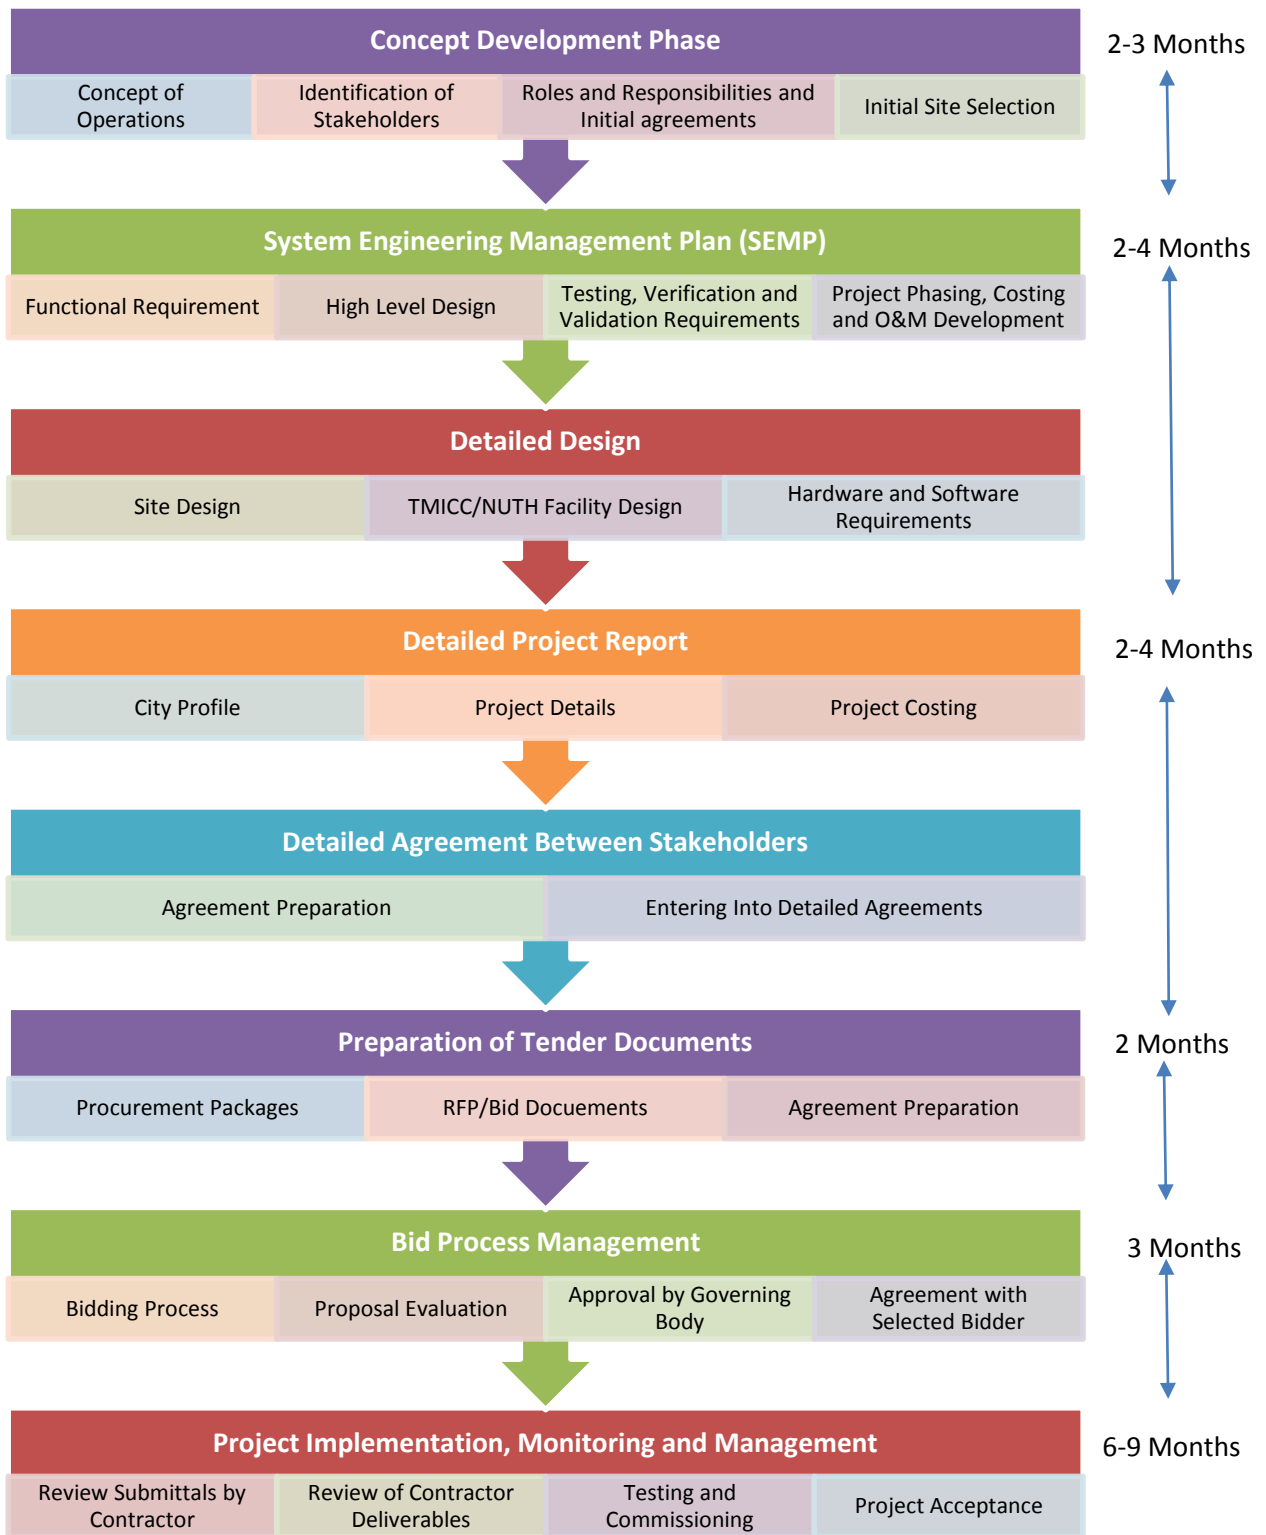 Concept Development Phase
2-3 Months
Concept of
Operations
Identification of
Stakeholders
Roles and Responsibilities and
Initial agreements
Initial Site Selection
System Engineering Management Plan (SEMP)
2-4 Months
Functional Requirement
High Level Design
Testing, Verification and
Validation Requirements
Project Phasing, Costing
and O&M Development
Detailed Design
Site Design
TMICC/NUTH Facility Design
Hardware and Software
Requirements
Detailed Project Report
2-4 Months
City Profile
Project Details
Project Costing
Detailed Agreement Between Stakeholders
Agreement Preparation
Entering Into Detailed Agreements
Preparation of Tender Documents
2 Months
Procurement Packages
RFP/Bid Docuements
Agreement Preparation
Bid Process Management
3 Months
Bidding Process
Proposal Evaluation
Approval by Governing
Body
Agreement with
Selected Bidder
Project Implementation, Monitoring and Management
6-9 Months
Review Submittals by
Contractor
Review of Contractor
Deliverables
Testing and
Commissioning
Project Acceptance